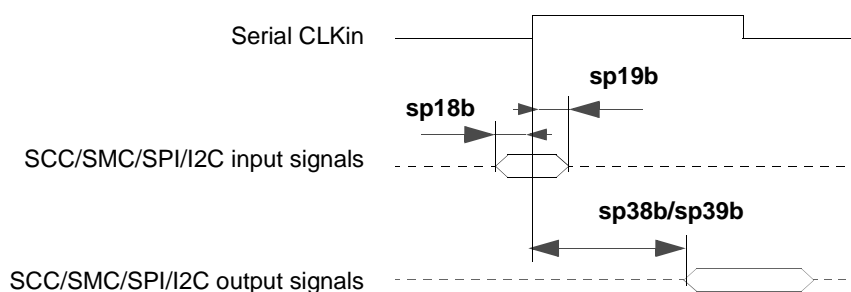 Serial CLKin
sp19b
sp18b
SCC/SMC/SPI/I2C input signals
sp38b/sp39b
SCC/SMC/SPI/I2C output signals